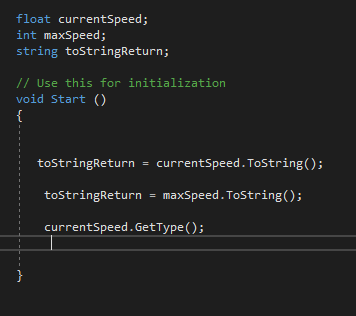 float currentSpeed;
int maxSpeed;
string toStringReturn;
// Use this for initialization
void Start ()
{
toStringReturn = currentSpeed.ToString();
toStringReturn = maxSpeed.ToString();
currentSpeed.GetType();
}